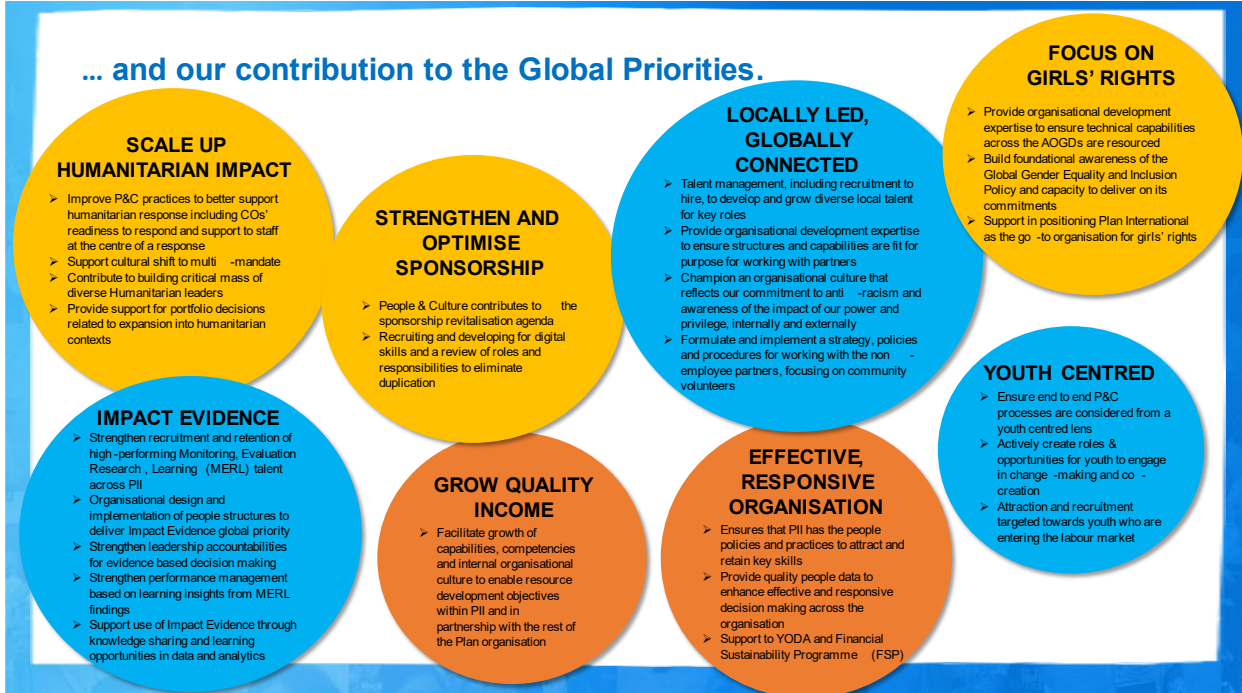 ... and our contribution to the Global Priorities.
SCALE UP
HUMANITARIAN IMPACT
➢ Improve P&C practices to better support
humanitarian response including COs'
readiness to respond and support to staff
at the centre of a response
➢ Support cultural shift to multi -mandate
➢ Contribute to building critical mass of
diverse Humanitarian leaders
➢ Provide support for portfolio decisions
related to expansion into humanitarian
contexts
STRENGTHEN AND
OPTIMISE
SPONSORSHIP
➢ People & Culture contributes to the
sponsorship revitalisation agenda
➢ Recruiting and developing for digital
skills and a review of roles and
responsibilities to eliminate
duplication
LOCALLY LED,
GLOBALLY
CONNECTED
➢ Talent management, including recruitment to
hire, to develop and grow diverse local talent
for key roles
➢ Provide organisational development expertise
to ensure structures and capabilities are fit for
purpose for working with partners
➢ Champion an organisational culture that
reflects our commitment to anti -racism and
awareness of the impact of our power and
privilege, internally and externally
➢ Formulate and implement a strategy, policies
and procedures for working with the non -
employee partners, focusing on community
volunteers
FOCUS ON
GIRLS' RIGHTS
➢ Provide organisational development
expertise to ensure technical capabilities
across the AOGDs are resourced
➢ Build foundational awareness of the
Global Gender Equality and Inclusion
Policy and capacity to deliver on its
commitments
➢ Support in positioning Plan International
as the go -to organisation for girls' rights
IMPACT EVIDENCE
➢ Strengthen recruitment and retention of
high -performing Monitoring, Evaluation
Research , Learning (MERL) talent
across PII
➢ Organisational design and
implementation of people structures to
deliver Impact Evidence global priority
➢ Strengthen leadership accountabilities
for evidence based decision making
➢ Strengthen performance management
based on learning insights from MERL
findings
➢ Support use of Impact Evidence through
knowledge sharing and learning
opportunities in data and analytics
GROW QUALITY
INCOME
➢ Facilitate growth of
capabilities, competencies
and internal organisational
culture to enable resource
development objectives
within PII and in
partnership with the rest of
the Plan organisation
EFFECTIVE,
RESPONSIVE
ORGANISATION
➢ Ensures that PII has the people
policies and practices to attract and
retain key skills
➢ Provide quality people data to
enhance effective and responsive
decision making across the
organisation
➢ Support to YODA and Financial
Sustainability Programme (FSP)
YOUTH CENTRED
➢ Ensure end to end P&C
processes are considered from a
youth centred lens
➢ Actively create roles &
opportunities for youth to engage
in change -making and co -
creation
➢ Attraction and recruitment
targeted towards youth who are
entering the labour market